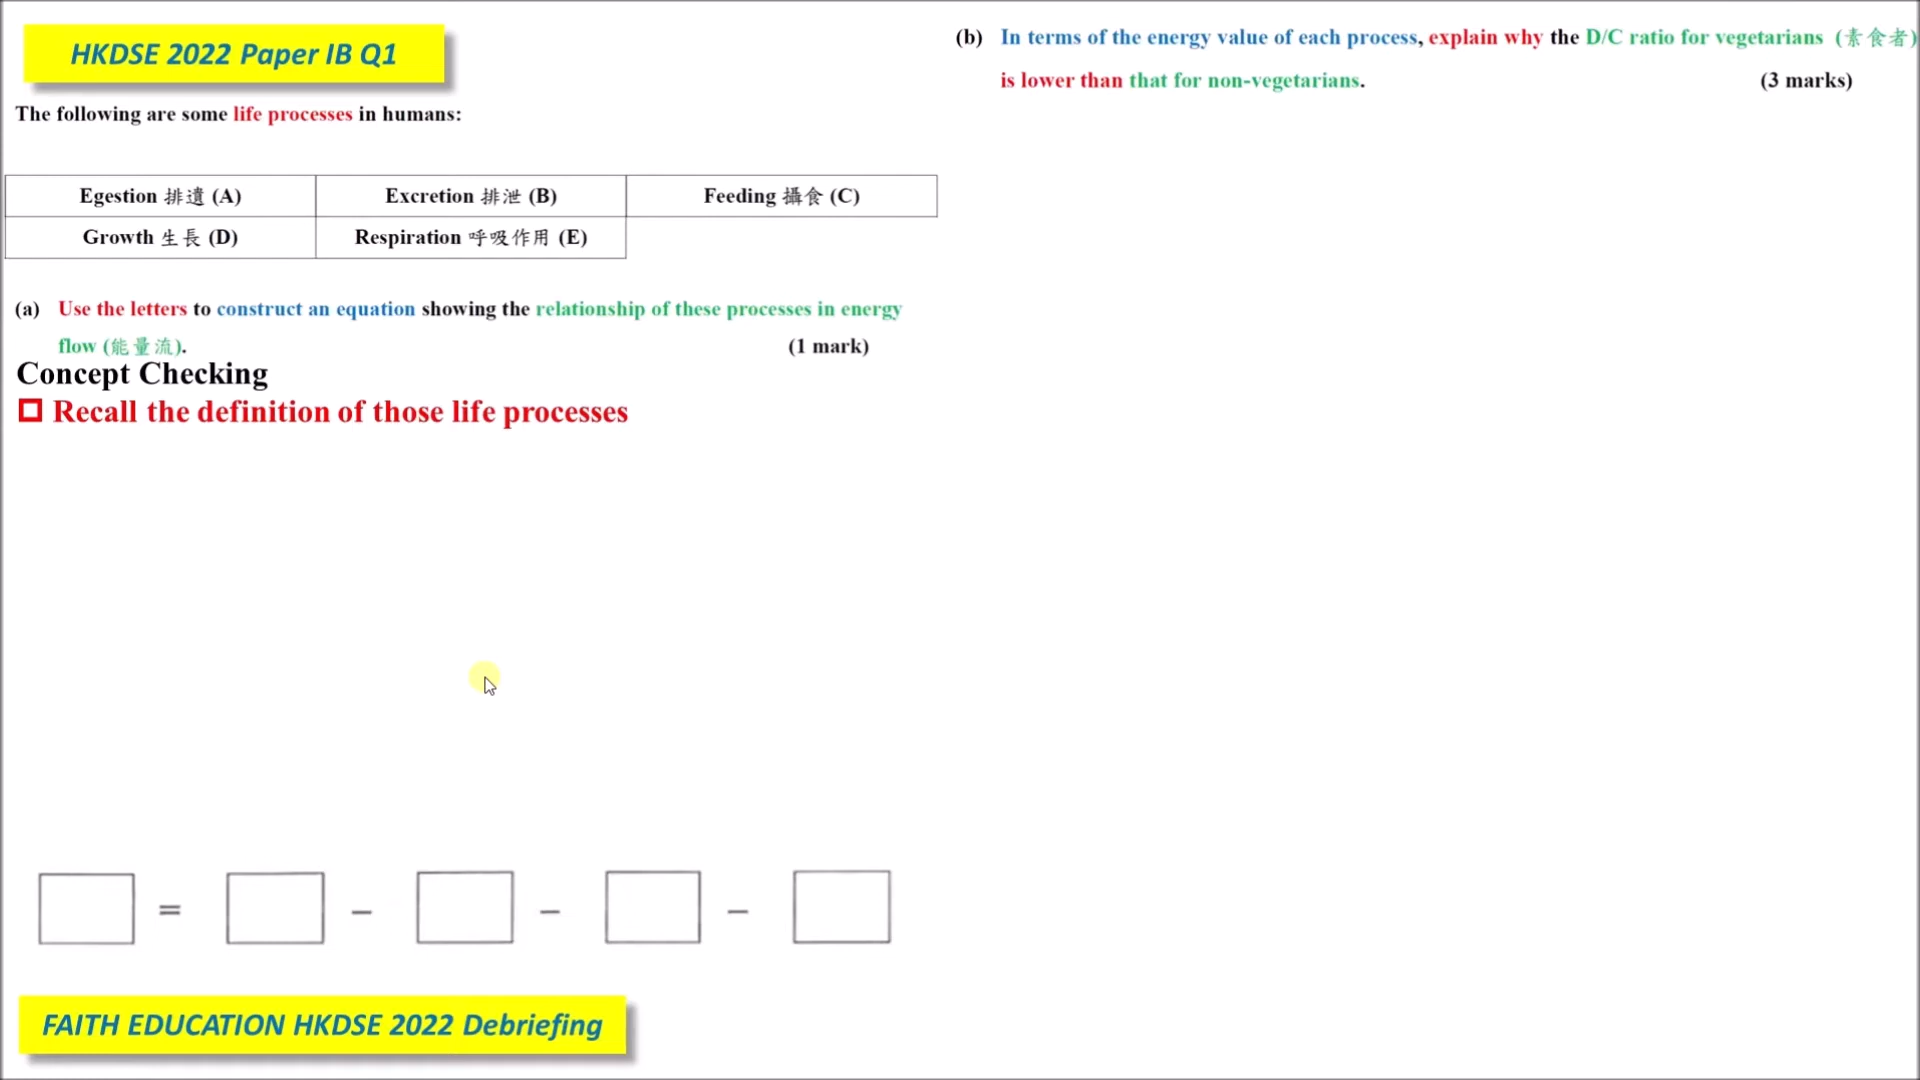 HKDSE 2022 Paper IB Q1
The following are some life processes in humans:
Egestion 排遺 (A) Excretion 排泄 (B) Feeding 攝食 (C)
Growth 生長 (D) Respiration 呼吸作用 (E)
(a) Use the letters to construct an equation showing the relationship of these processes in energy
flow (能量流). (1 mark)
Concept Checking
Recall the definition of those life processes
= − − −
FAITH EDUCATION HKDSE 2022 Debriefing
(b) In terms of the energy value of each process, explain why the D/C ratio for vegetarians (素食者)
is lower than that for non-vegetarians. (3 marks)